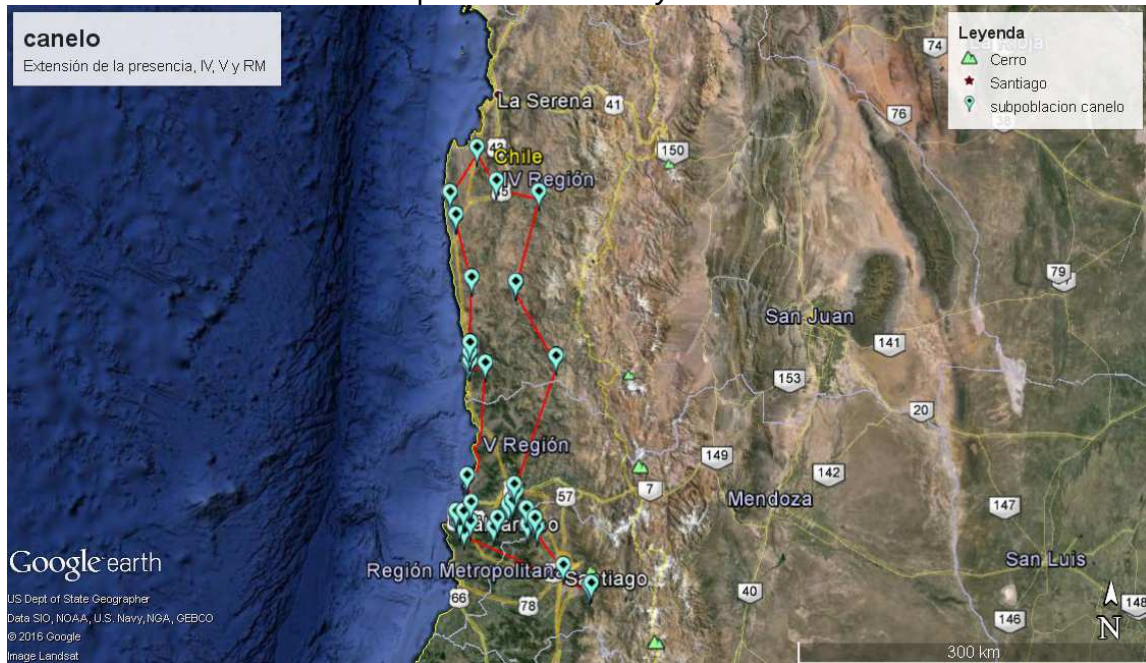 canelo
Extensión de la presencia, IV, V y RM
Leyenda
Cerro
Santiago
subpoblacion canelo
74
76
La Serena
41
150
43
Chile
IV Región
45
79
San Juan
141
153
20
V Región
149
142
57
7
Mendoza
147
Google earth
Región Metropolitana
Santiago
San Luis
66
78
40
148
146
N
US Dept of State Geographer
Data SIO, NOAA, U.S. Navy, NGA, GEBCO
© 2016 Google
Image Landsat
300 km